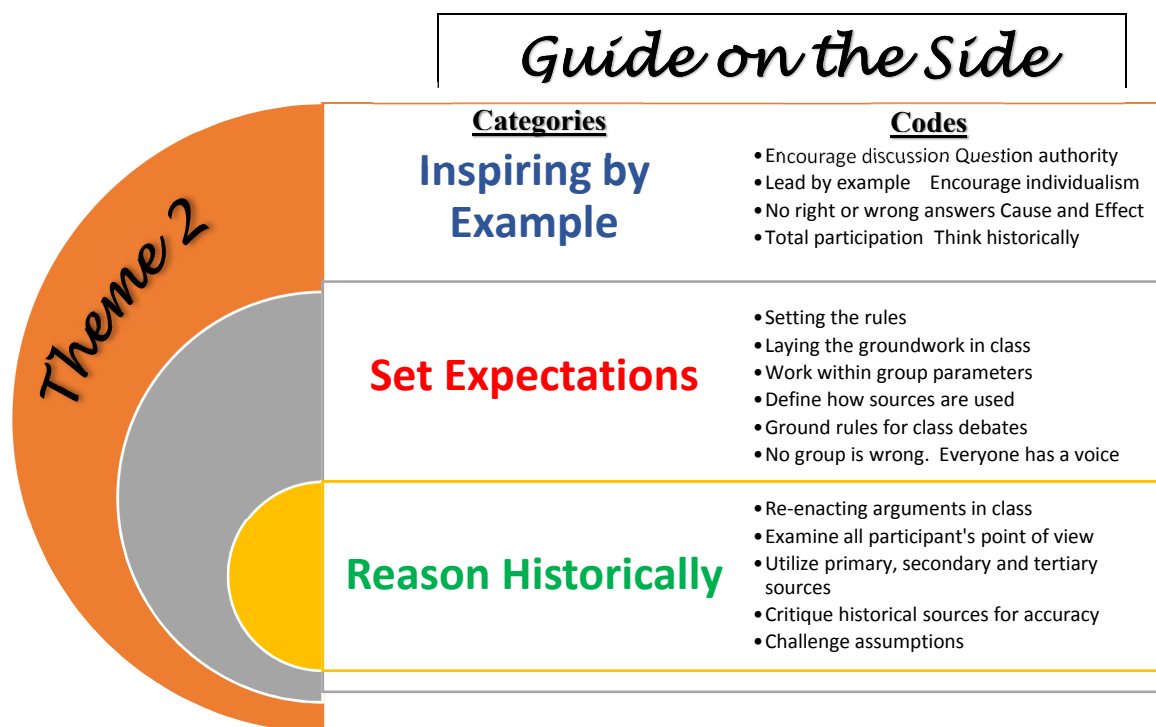 Guide on the Side
Theme 2
Categories
Codes
Inspiring by
Example
•Encourage discussion Question authority
•Lead by example Encourage individualism
•No right or wrong answers Cause and Effect
•Total participation Think historically
Set Expectations
•Setting the rules
•Laying the groundwork in class
•Work within group parameters
•Define how sources are used
•Ground rules for class debates
•No group is wrong. Everyone has a voice
Reason Historically
•Re-enacting arguments in class
•Examine all participant's point of view
•Utilize primary, secondary and tertiary
sources
•Critique historical sources for accuracy
•Challenge assumptions